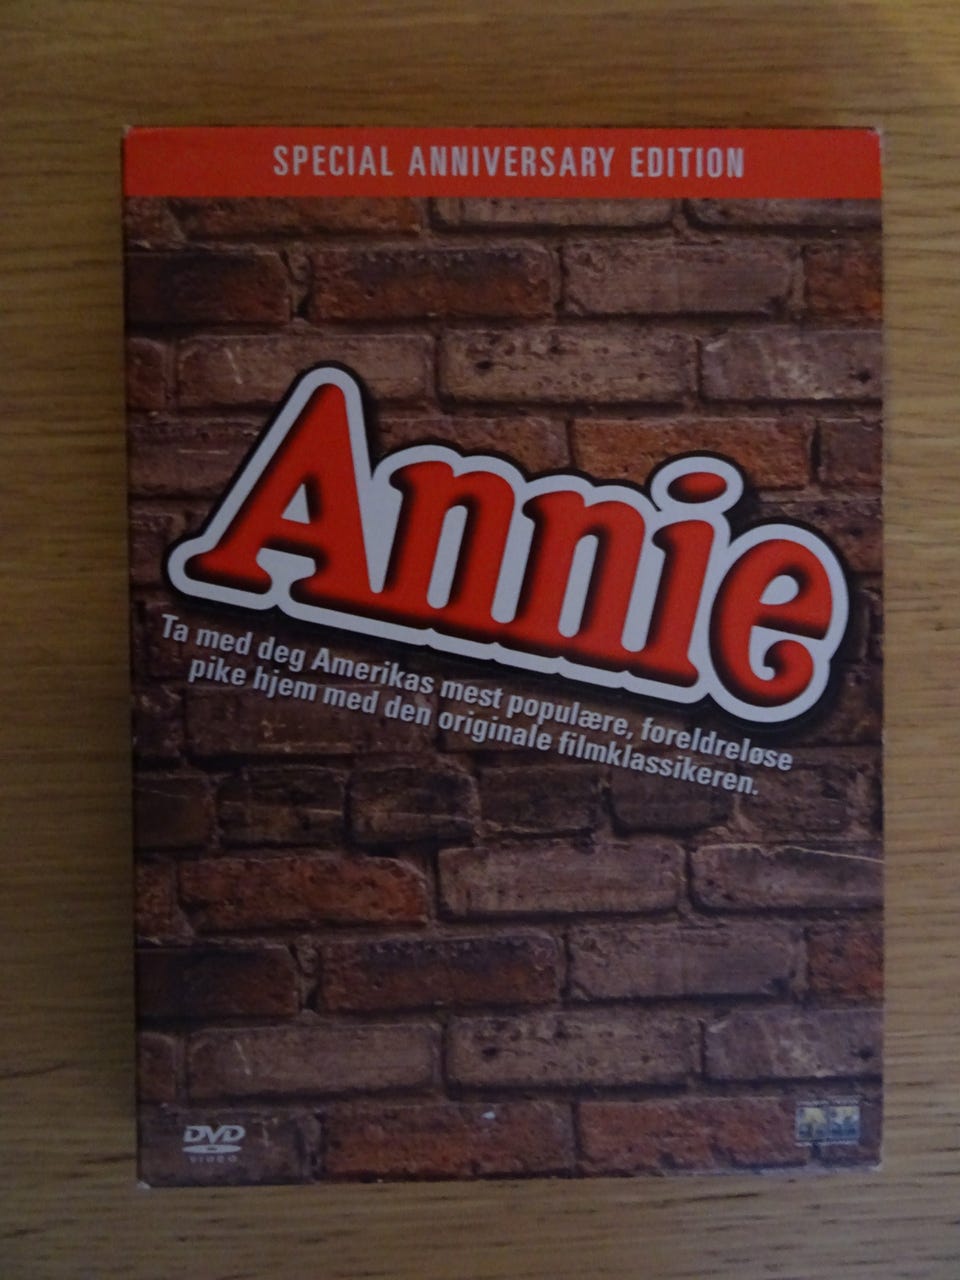 SPECIAL ANNIVERSARY EDITION
Annie
Ta med deg Amerikas mest populære, foreldreløse
pike hjem med den originale filmklassikeren.
DVD
VIDEO